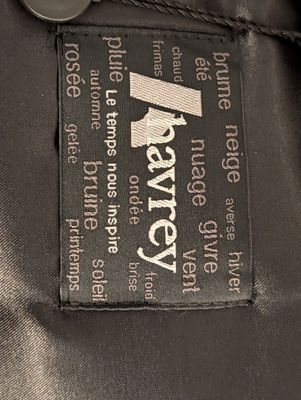 brume neige averse hiver
été nuage givre
chaud vent
frimas havrey froid
ondée brise
pluie Le temps nous inspire
automne bruine soleil
rosée gelée printemps